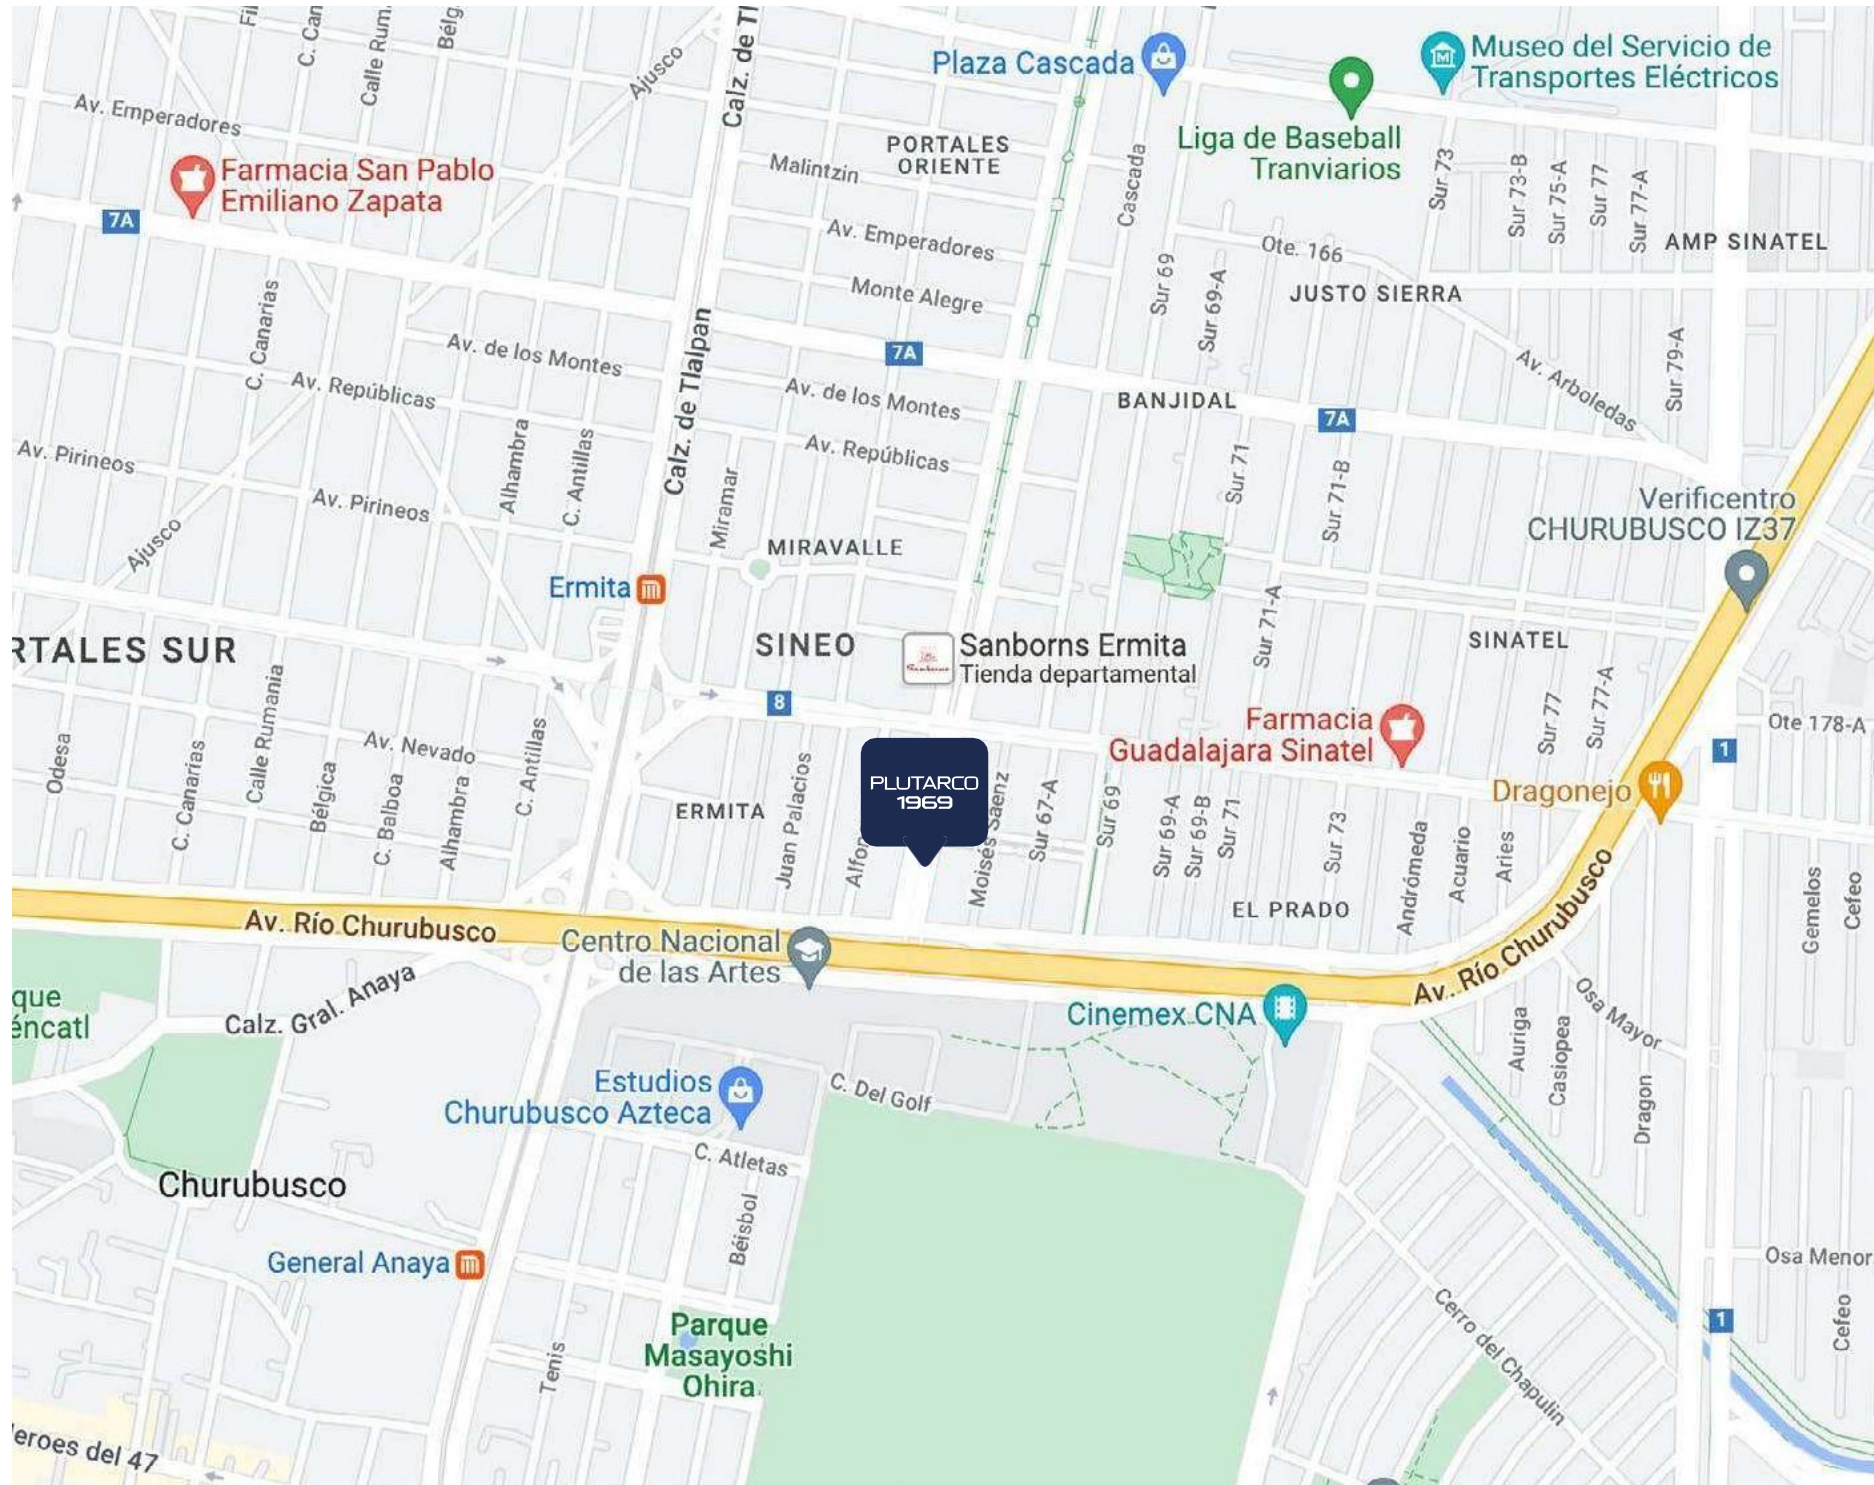 C. Can
Calle Rum.
Bélg
Ajusco
Calz. de Tl
Plaza Cascada
Museo del Servicio de
Transportes Eléctricos
Av. Emperadores
Liga de Baseball
Tranviarios
PORTALES
ORIENTE
Malintzin
Cascada
Sur 73
Sur 73-B
Sur 75-A
Sur 77
Sur 77-A
Farmacia San Pablo
Emiliano Zapata
7A
Av. Emperadores
Ote. 166
AMP SINATEL
Monte Alegre
Sur 69
Sur 69-A
JUSTO SIERRA
C. Canarias
Av. de los Montes
Calz. de Tlalpan
7A
Av. Arboledas
Sur 79-A
Av. Repúblicas
Av. de los Montes
BANJIDAL
7A
Av. Pirineos
Alhambra
C. Antillas
Av. Repúblicas
Sur 71
Sur 71-B
Av. Pirineos
Miramar
Verificentro
CHURUBUSCO IZ37
Ajusco
MIRAVALLE
Ermita
Sur 71-A
RTALES SUR
SINEO
Sanborns Ermita
Tienda departamental
SINATEL
Calle Rumania
8
Sur 77
Sur 77-A
Odesa
C. Canarias
Av. Nevado
C. Antillas
Farmacia
Guadalajara Sinatel
Ote 178-A
1
Bélgica
C. Balboa
Alhambra
ERMITA
Juan Palacios
Alfon
PLUTARCO
1969
Moisés Saenz
Sur 67-A
Sur 69
Sur 69-A
Sur 69-B
Sur 71
Sur 73
Andrómeda
Acuario
Aries
Dragonejo
Gemelos
Cefeo
EL PRADO
Av. Río Churubusco
Centro Nacional
de las Artes
Av. Río Churubusco
que
éncatl
Calz. Gral. Anaya
Cinemex CNA
Auriga
Casiopea
Osa Mayor
Dragon
Estudios
Churubusco Azteca
C. Del Golf
C. Atletas
Béisbol
Churubusco
General Anaya
Osa Menor
Parque
Masayoshi
Ohira
Tenis
Cerro del Chapulin
1
Cefeo
eroes del 47